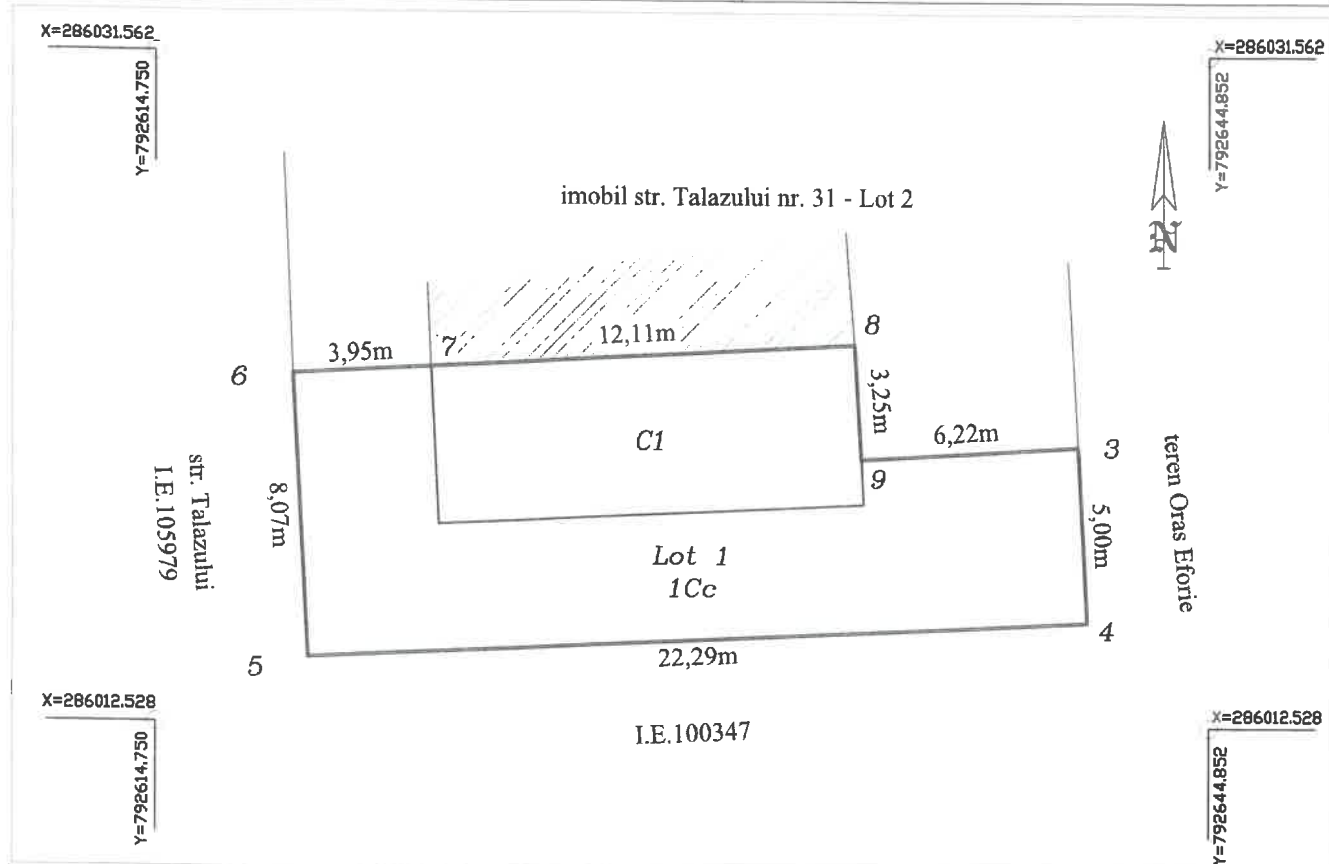 X=286031.562
Y=792614.750
X=286031.562
Y=792644.852
imobil str. Talazului nr. 31 - Lot 2
N
6
3,95m
7
12,11m
8
3,25m
6,22m
3
C1
9
str. Talazului
I.E.105979
8,07m
5,00m
teren Oras Eforie
Lot 1
1Cc
4
5
22,29m
I.E.100347
X=286012.528
Y=792614.750
X=286012.528
Y=792644.852